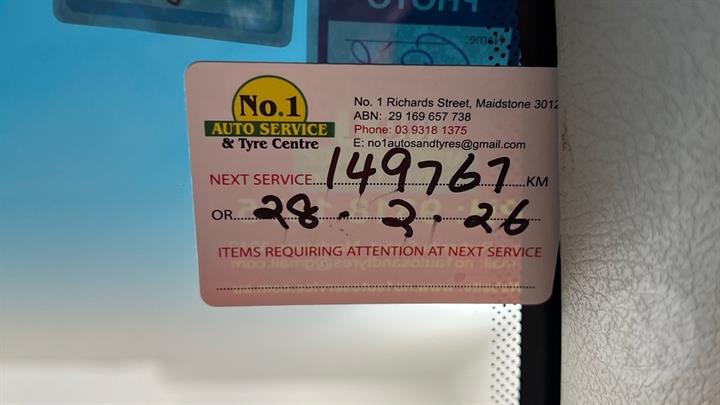 PHOTO
Name:
No.1
AUTO SERVICE
& Tyre Centre
No. 1 Richards Street, Maidstone 3012
ABN: 29 169 657 738
Phone: 03 9318 1375
E: no1autosandtyres@gmail.com
NEXT SERVICE 149767 KM
OR 28.2.26
ITEMS REQUIRING ATTENTION AT NEXT SERVICE